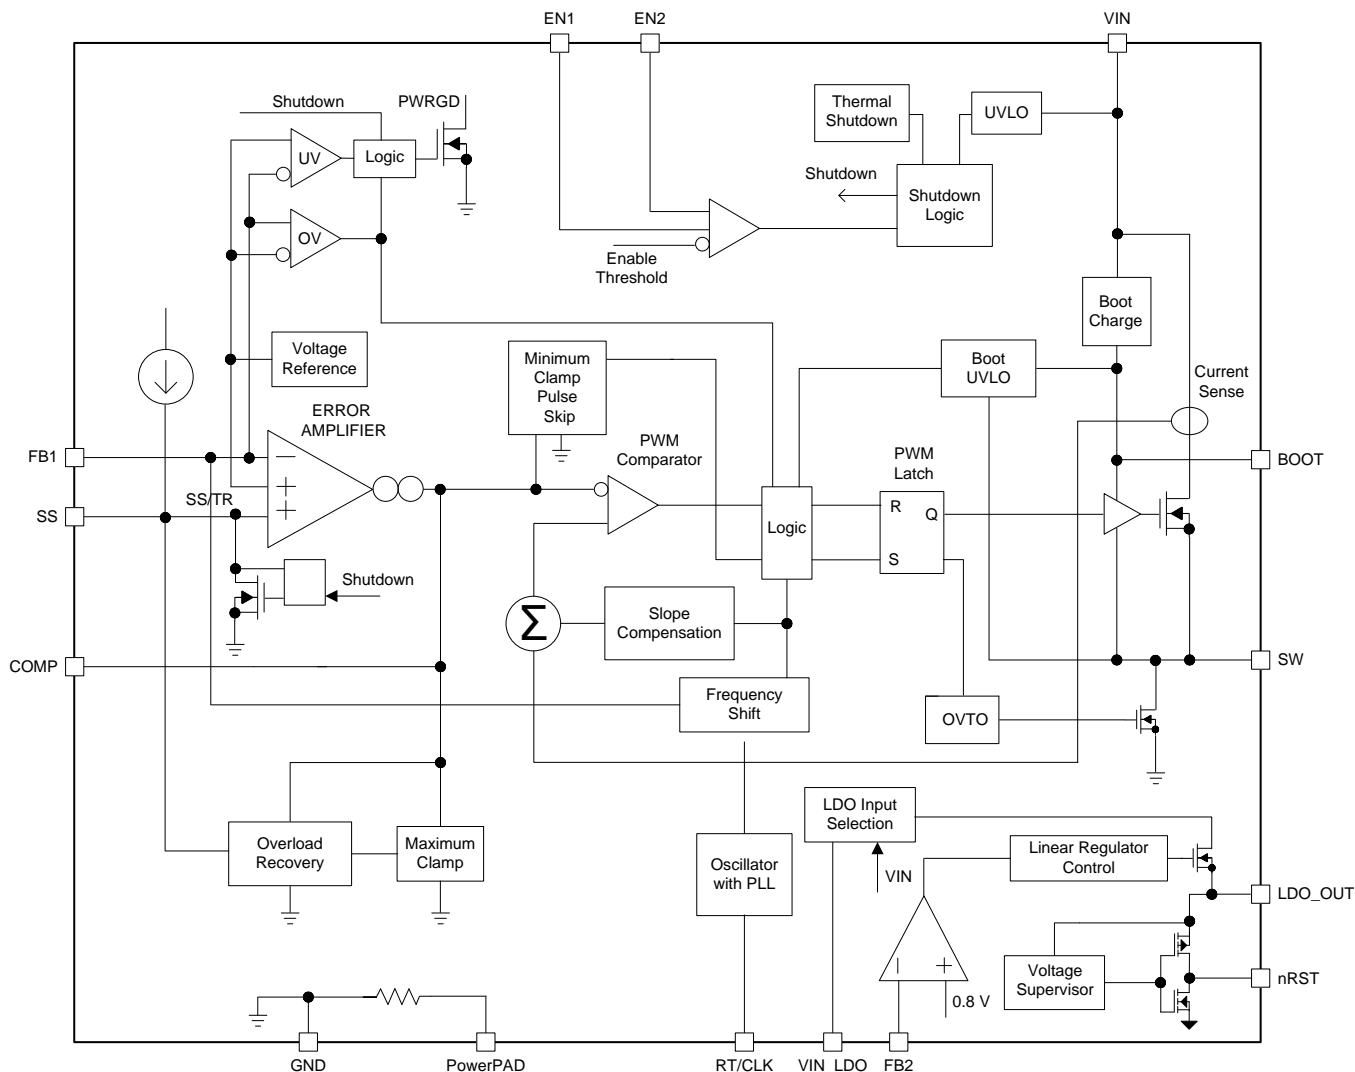 EN1
EN2
VIN
Shutdown
PWRGD
UV
Logic
OV
Thermal
Shutdown
UVLO
Shutdown
Shutdown
Logic
Enable
Threshold
Boot
Charge
Voltage
Reference
Minimum
Clamp
Pulse
Skip
Boot
UVLO
Current
Sense
ERROR
AMPLIFIER
PWM
Comparator
PWM
Latch
FB1
−
BOOT
SS/TR
+
SS
+
Logic
R
Q
S
Shutdown
Σ
Slope
Compensation
COMP
SW
Frequency
Shift
OVTO
LDO Input
Selection
Overload
Recovery
Maximum
Clamp
Oscillator
with PLL
VIN
Linear Regulator
Control
LDO_OUT
− +
0.8 V
Voltage
Supervisor
nRST
GND
PowerPAD
RT/CLK
VIN LDO
FB2